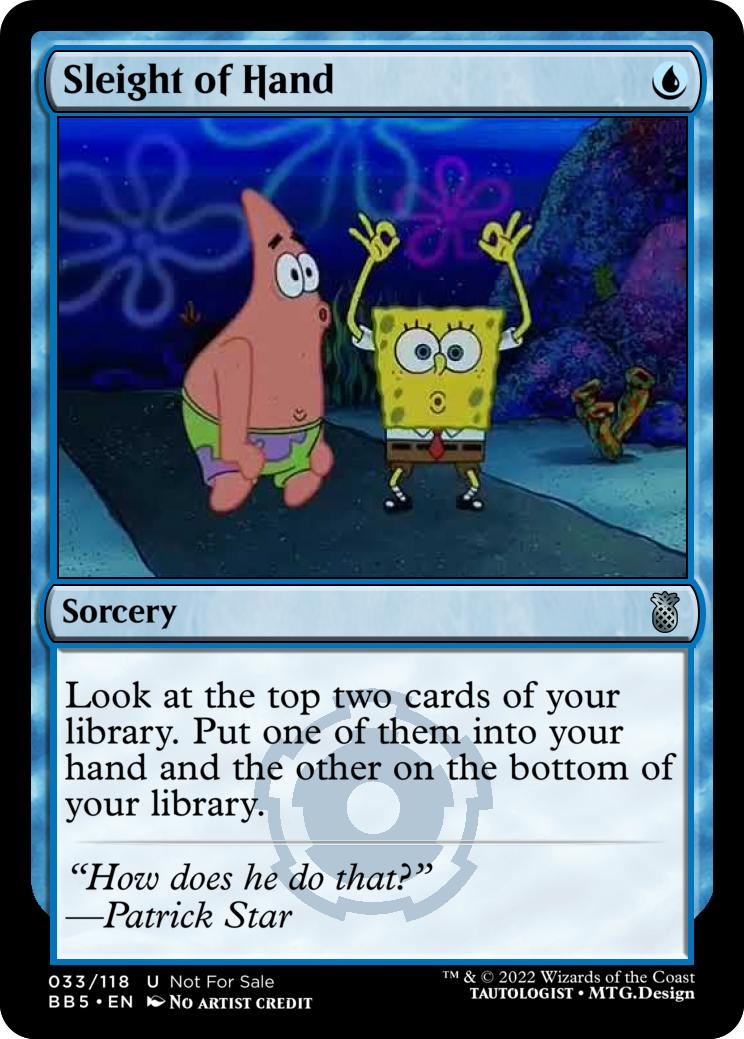 Sleight of Hand
Sorcery
Look at the top two cards of your
library. Put one of them into your
hand and the other on the bottom of
your library.
“How does he do that?”
—Patrick Star
033/118 U Not For Sale
BB5 • EN No artist credit
™ & © 2022 Wizards of the Coast
TAUTOLOGIST • MTG.Design